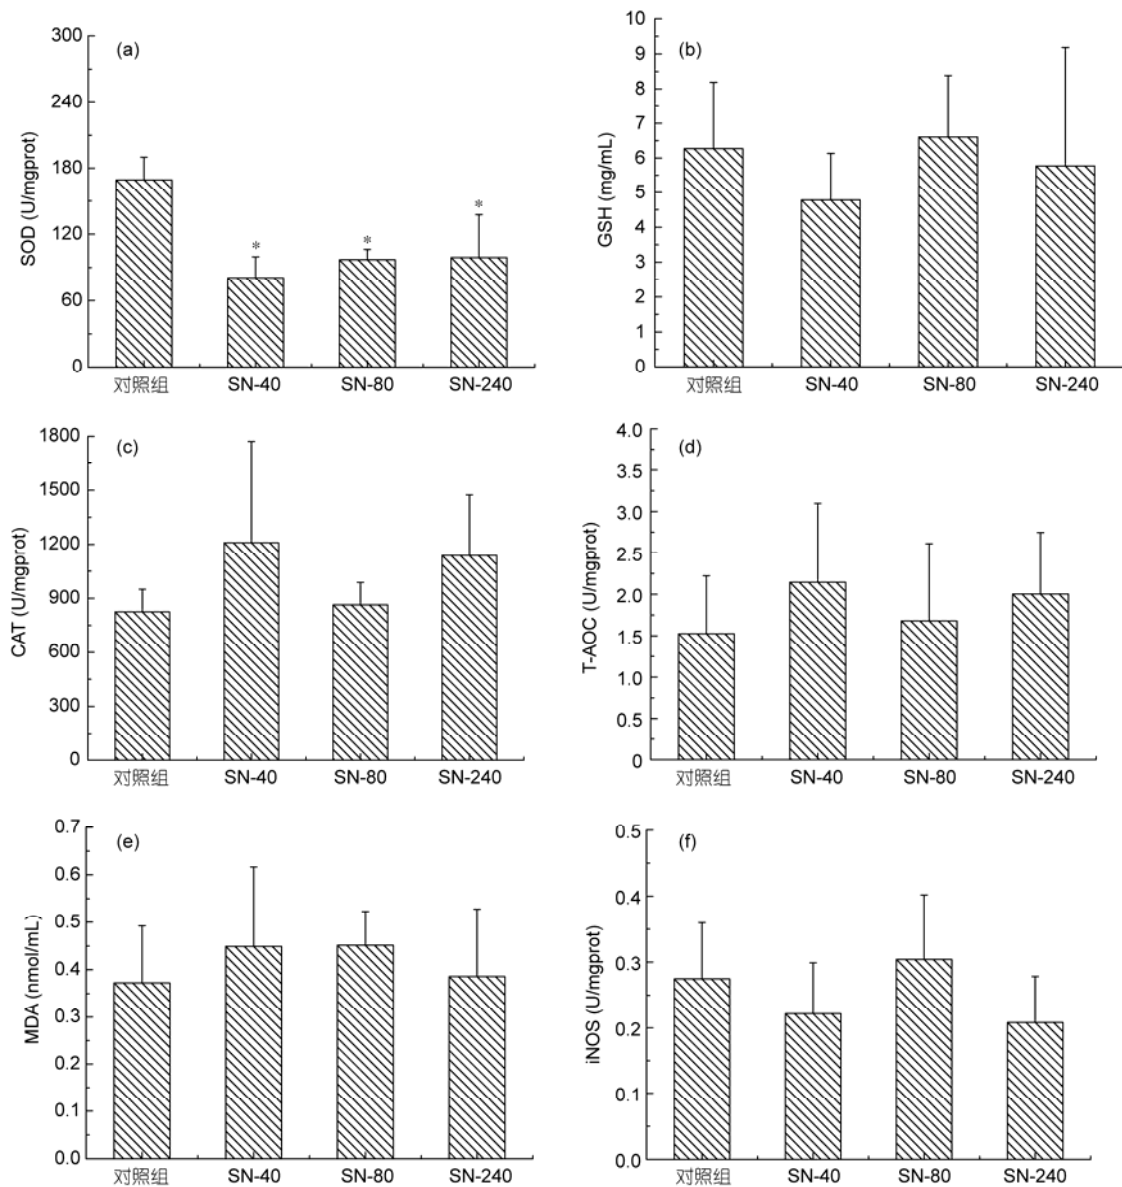 (a)
SOD (U/mgprot)
300
240
180
120
60
0
*
*
*
对照组 SN-40 SN-80 SN-240
(b)
GSH (mg/mL)
10
9
8
7
6
5
4
3
2
1
0
对照组 SN-40 SN-80 SN-240
(c)
CAT (U/mgprot)
1800
1500
1200
900
600
300
0
对照组 SN-40 SN-80 SN-240
(d)
T-AOC (U/mgprot)
4.0
3.5
3.0
2.5
2.0
1.5
1.0
0.5
0
对照组 SN-40 SN-80 SN-240
(e)
MDA (nmol/mL)
0.7
0.6
0.5
0.4
0.3
0.2
0.1
0.0
对照组 SN-40 SN-80 SN-240
(f)
iNOS (U/mgprot)
0.5
0.4
0.3
0.2
0.1
0.0
对照组 SN-40 SN-80 SN-240